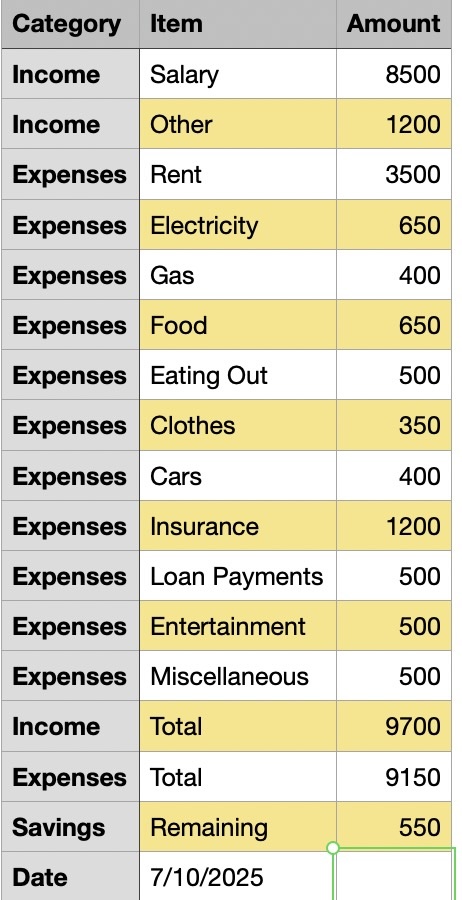 Category Item Amount
Income Salary 8500
Income Other 1200
Expenses Rent 3500
Expenses Electricity 650
Expenses Gas 400
Expenses Food 650
Expenses Eating Out 500
Expenses Clothes 350
Expenses Cars 400
Expenses Insurance 1200
Expenses Loan Payments 500
Expenses Entertainment 500
Expenses Miscellaneous 500
Income Total 9700
Expenses Total 9150
Savings Remaining 550
Date 7/10/2025